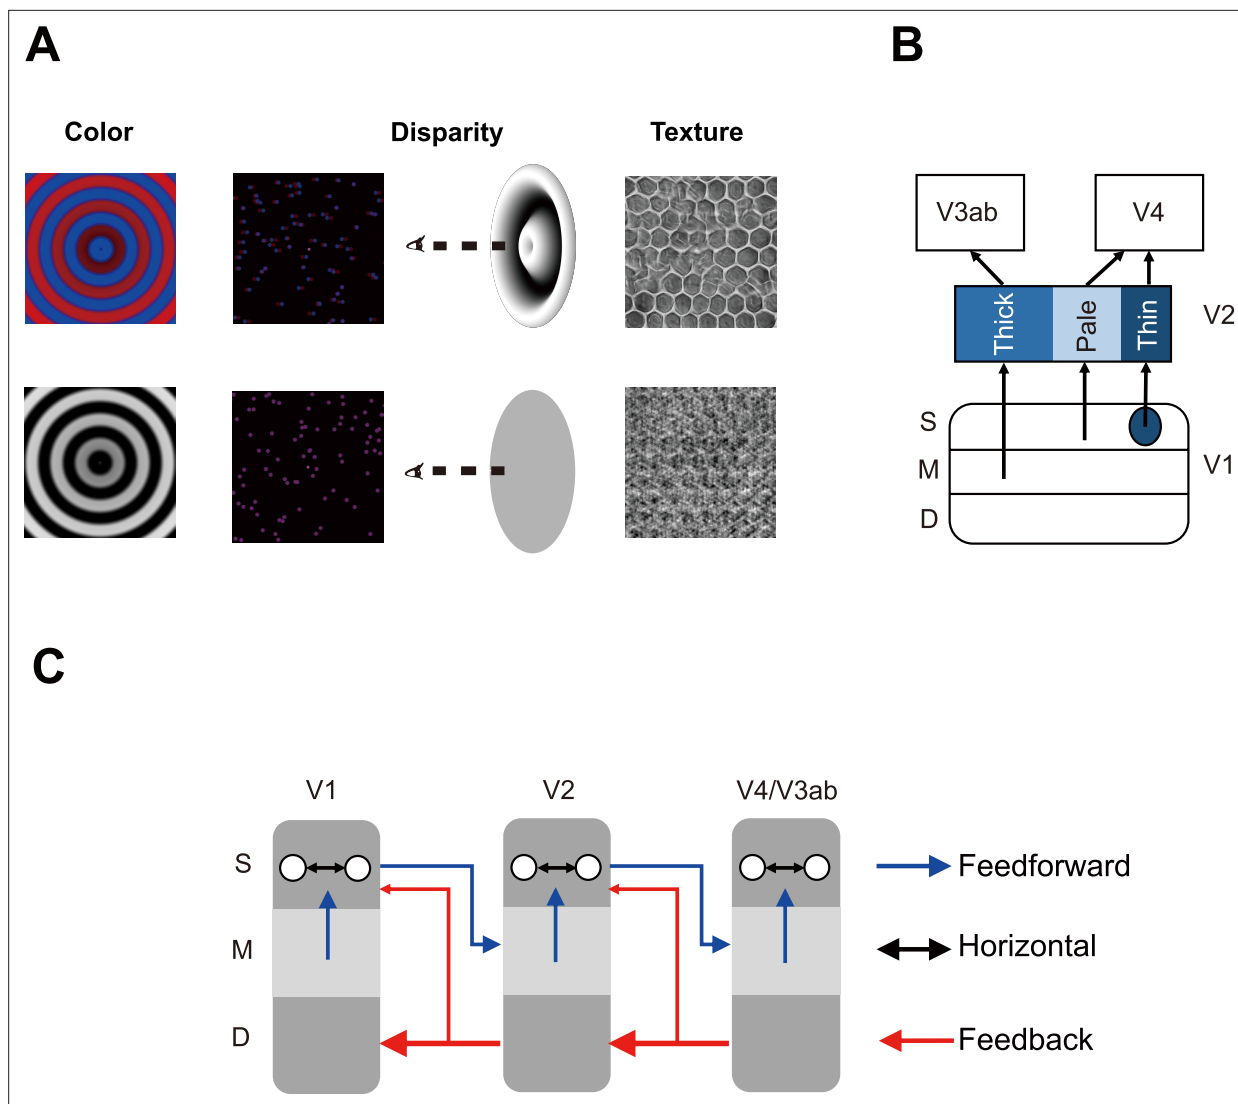 A
Color
Disparity
Texture
B
V3ab
V4
Thick
Pale
Thin
V2
S
M
D
V1
C
V1
V2
V4/V3ab
S
M
D
Feedforward
Horizontal
Feedback